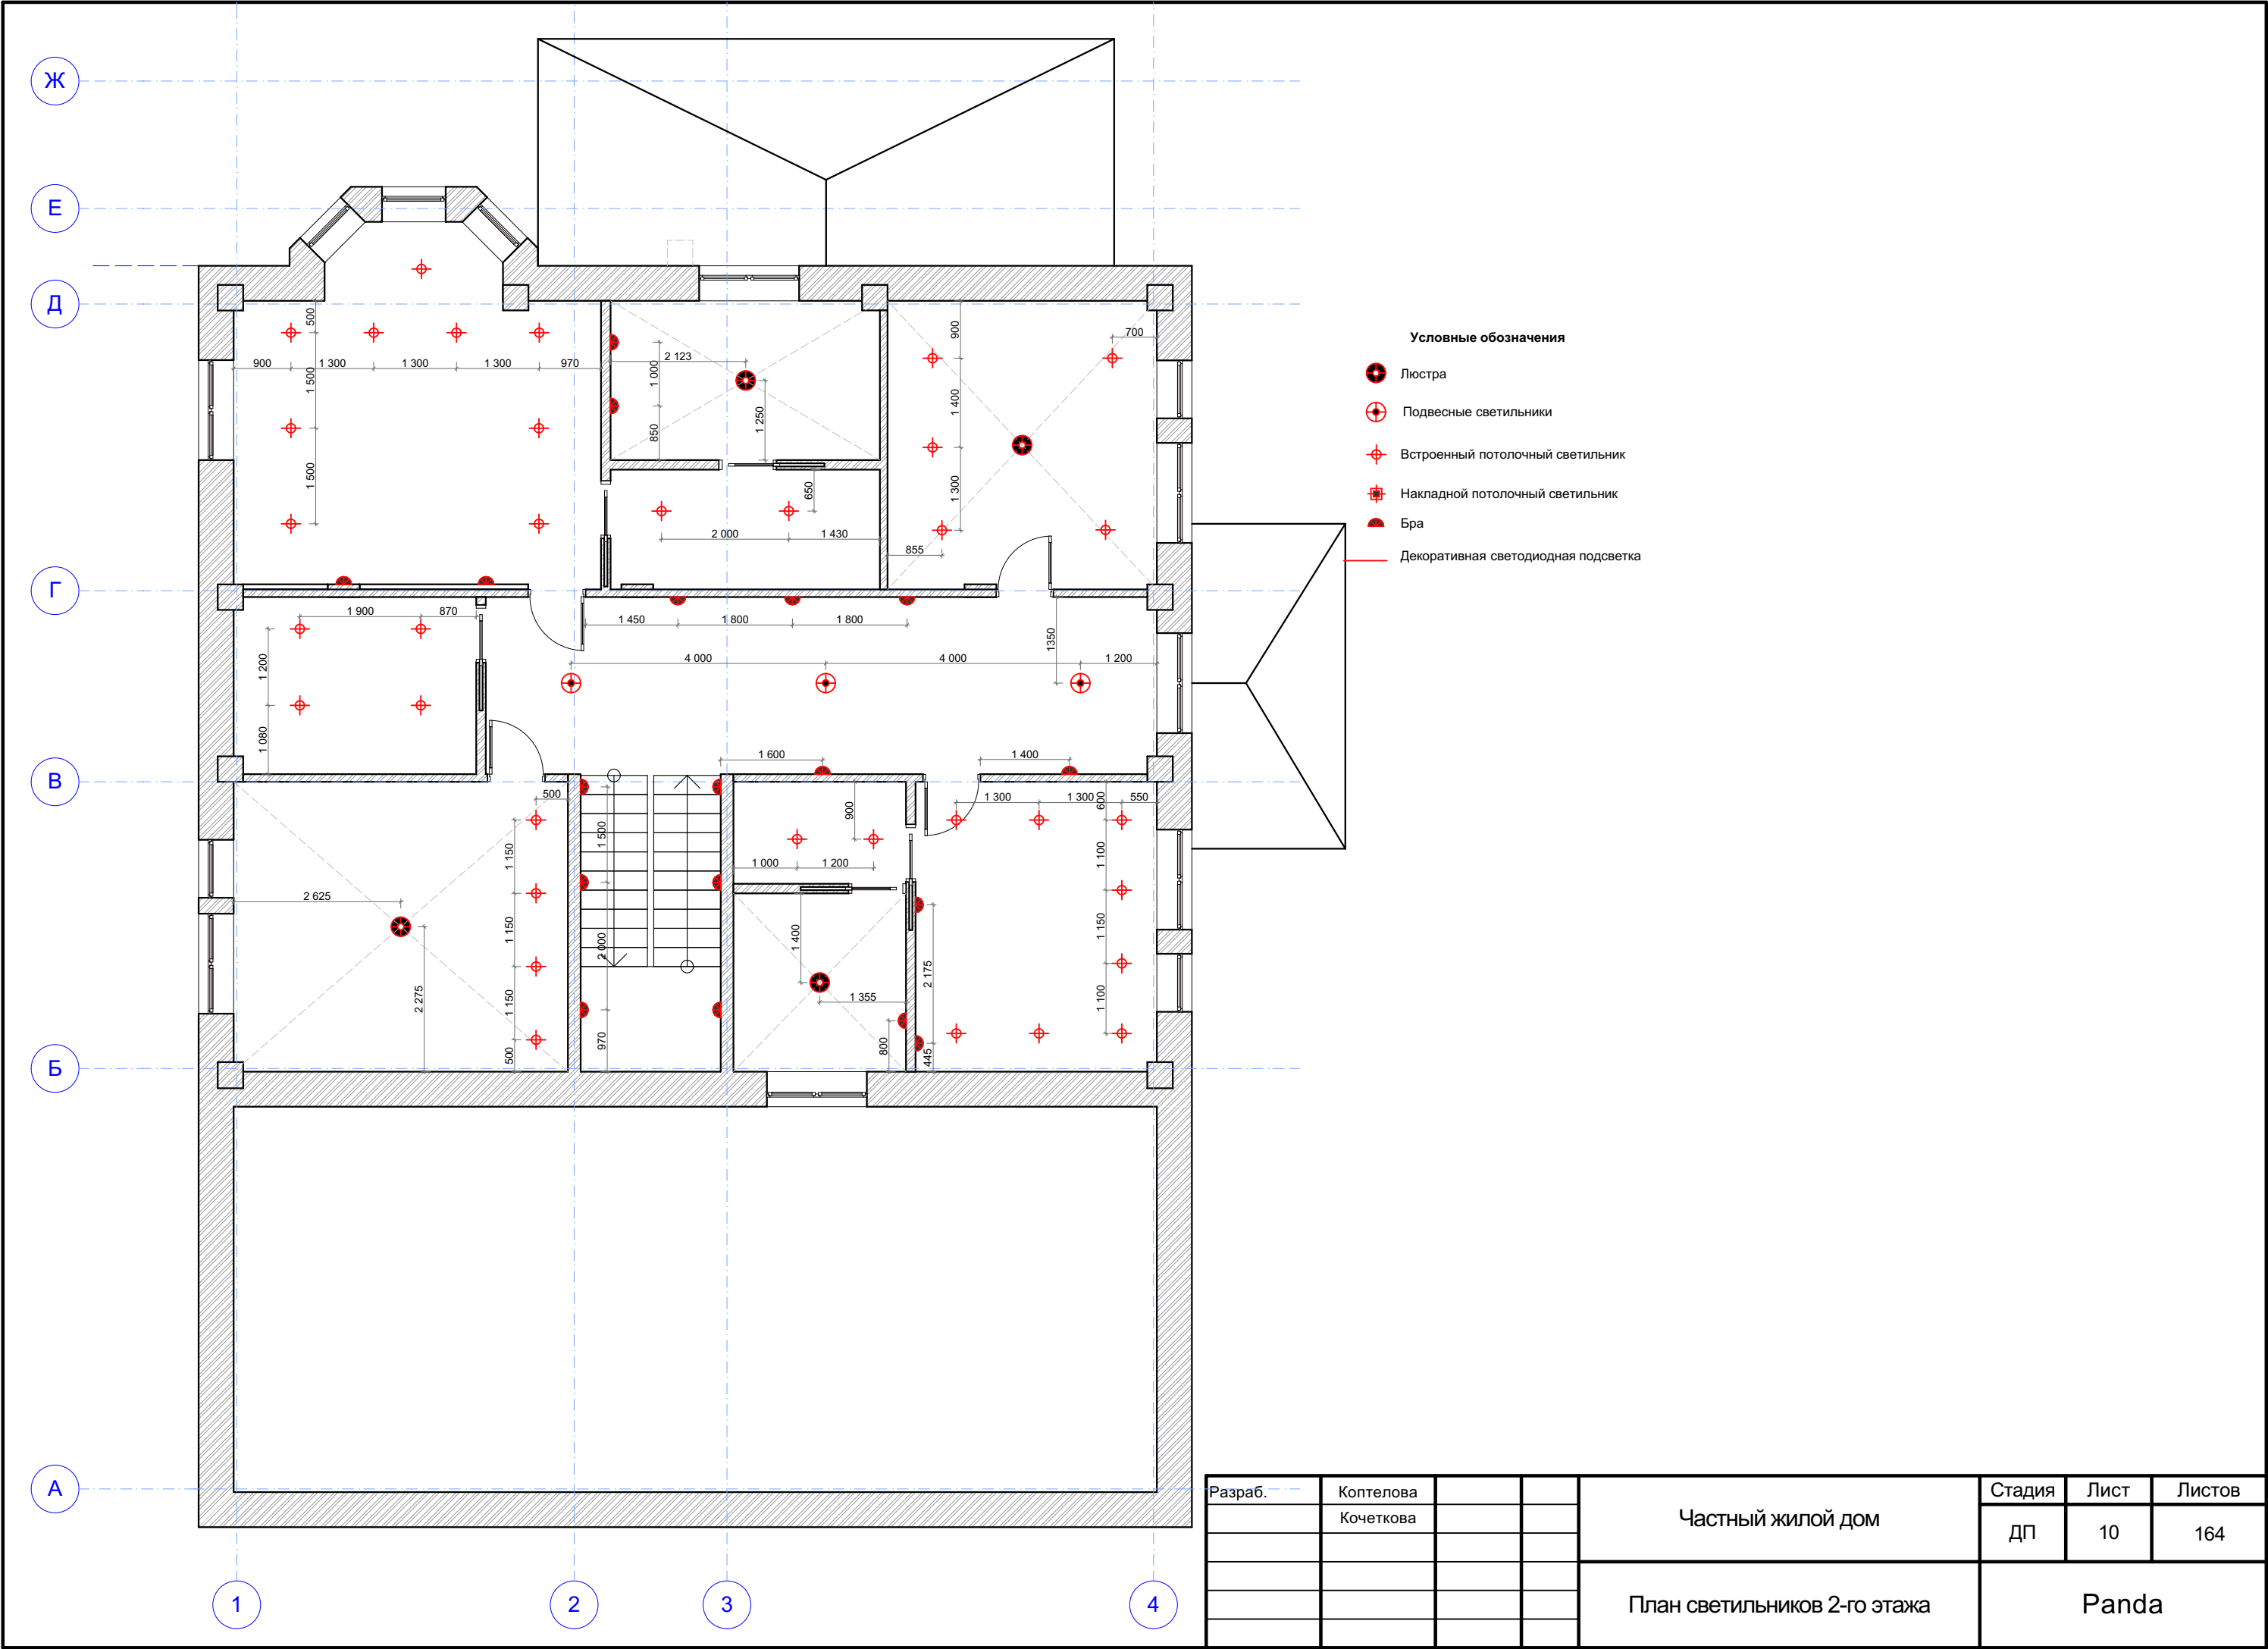 Ж
Е
Д
Г
В
Б
А
1
2
3
4
500
900
1 300
1 300
1 300
970
1 500
1 500
2 123
1 000
850
1 250
900
700
1 400
1 300
855
650
2 000
1 430
1 900
870
1 200
1 080
1 450
1 800
1 800
1350
4 000
4 000
1 200
1 600
1 400
500
1 150
1 150
1 150
500
2 625
2 275
1 500
2 000
970
900
1 000
1 200
1 400
1 355
800
2 175
445
1 300
1 300
550
600
1 100
1 150
1 100
Условные обозначения
Люстра
Подвесные светильники
Встроенный потолочный светильник
Накладной потолочный светильник
Бра
Декоративная светодиодная подсветка
Разраб.
Коптелова
Кочеткова
Частный жилой дом
Стадия
Лист
Листов
ДП
10
164
План светильников 2-го этажа
Panda